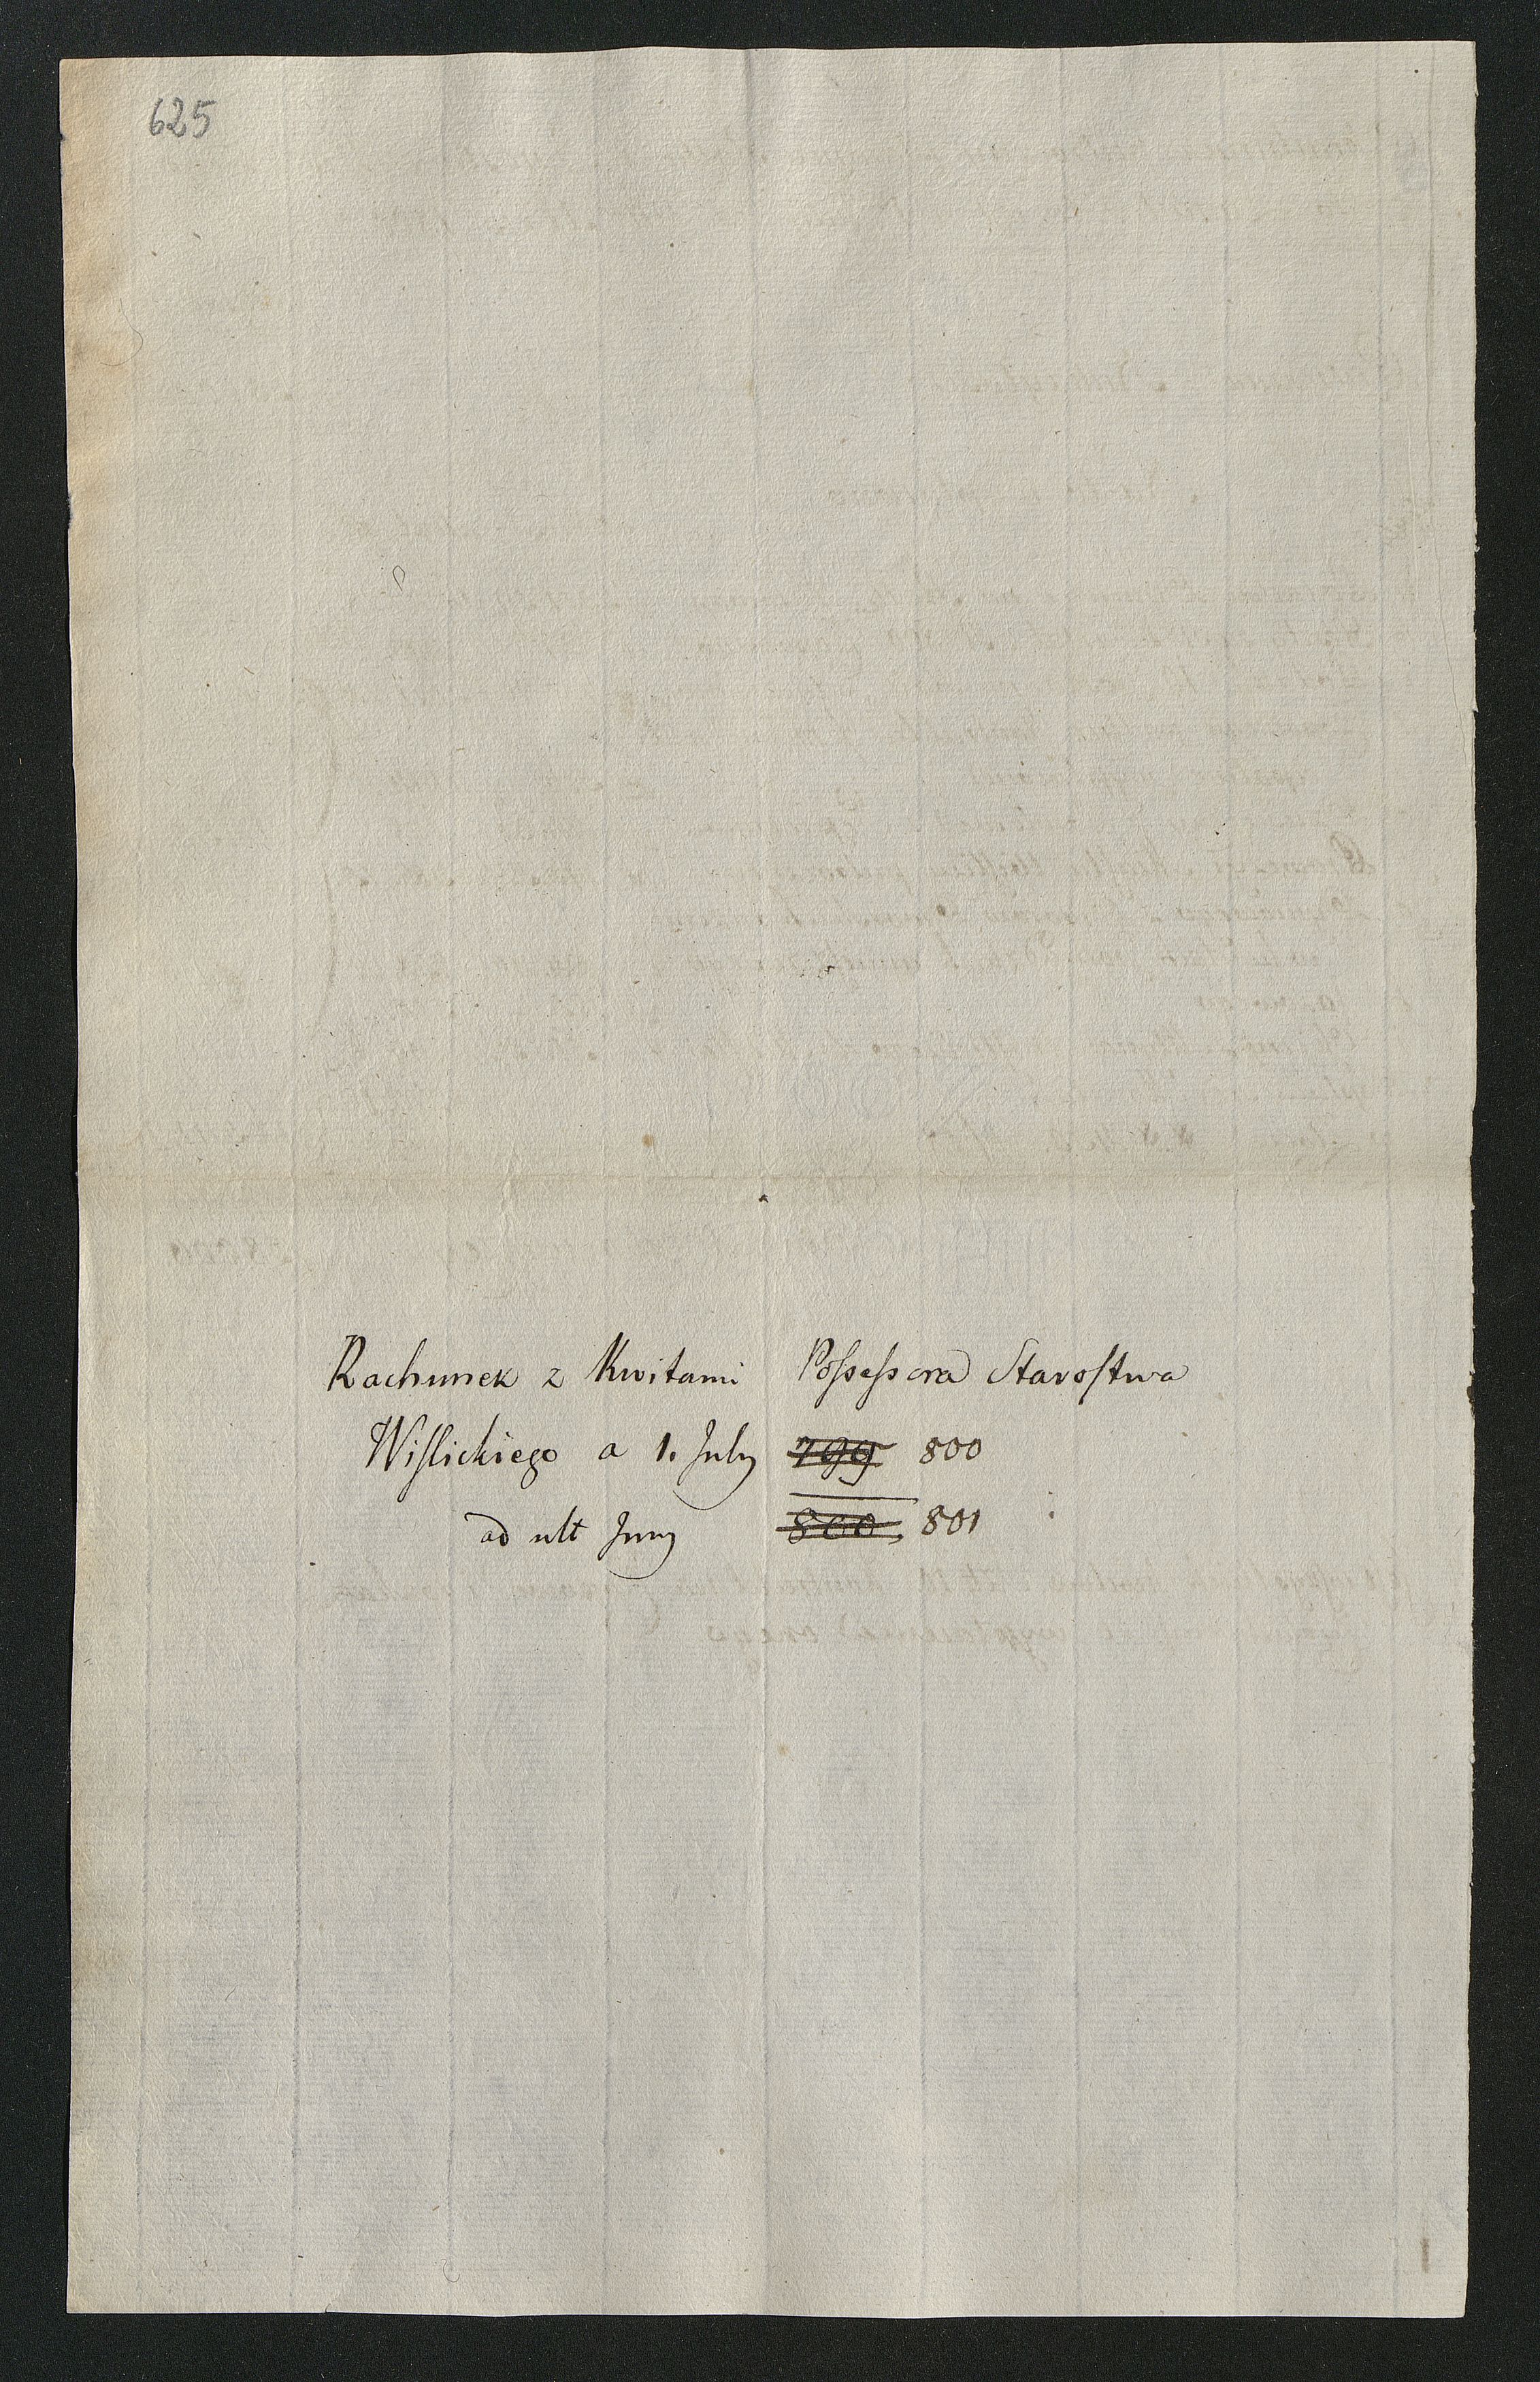 625
Rachunek z Kwitami Possessora Starostwa
Wislickiego a 1. July 799 800
ad ult Juny 800 801